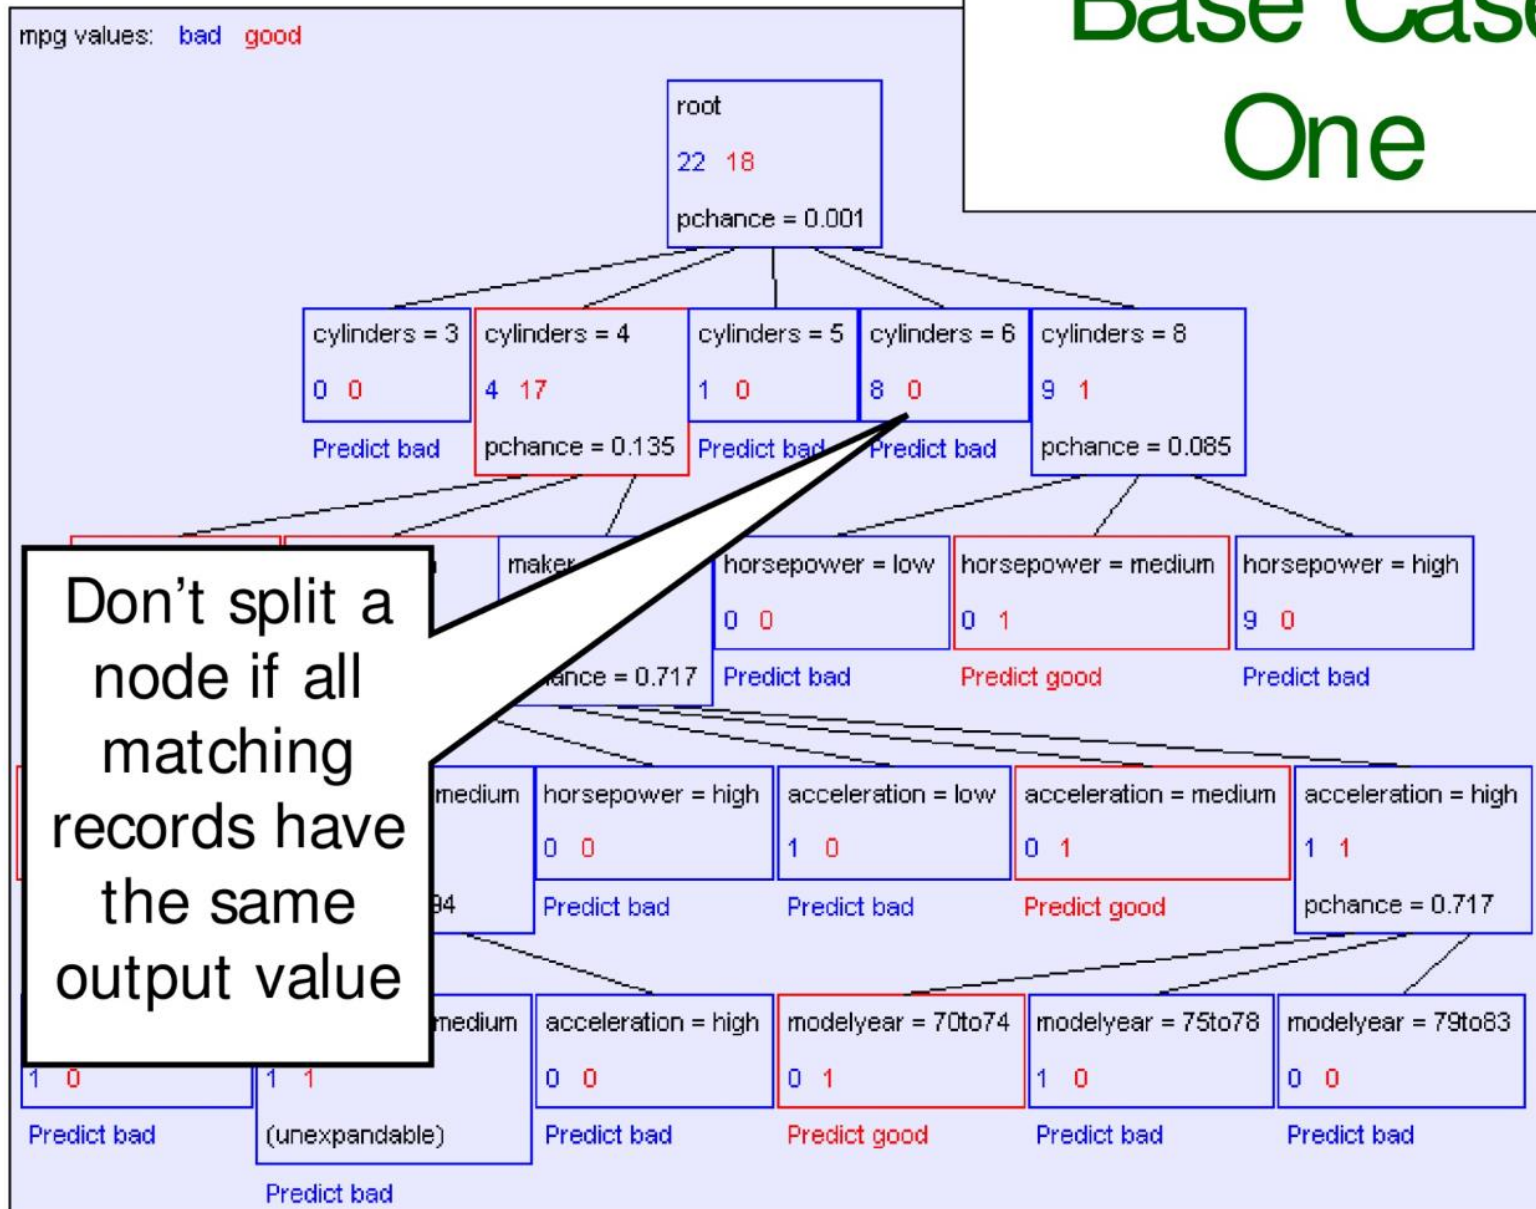 Base Case
One
mpg values: bad good
root
22 18
pchance = 0.001
cylinders = 3
0 0
Predict bad
cylinders = 4
4 17
pchance = 0.135
cylinders = 5
1 0
Predict bad
cylinders = 6
8 0
Predict bad
cylinders = 8
9 1
pchance = 0.085
maker
= 0.717
horsepower = low
0 0
Predict bad
horsepower = medium
0 1
Predict good
horsepower = high
9 0
Predict bad
Don't split a
node if all
matching
records have
the same
output value
medium
horsepower = high
0 0
Predict bad
acceleration = low
1 0
Predict bad
acceleration = medium
0 1
Predict good
acceleration = high
1 1
pchance = 0.717
1 0
Predict bad
medium
1 1
(unexpandable)
Predict bad
acceleration = high
0 0
Predict bad
modelyear = 70to74
0 1
Predict good
modelyear = 75to78
1 0
Predict bad
modelyear = 79to83
0 0
Predict bad